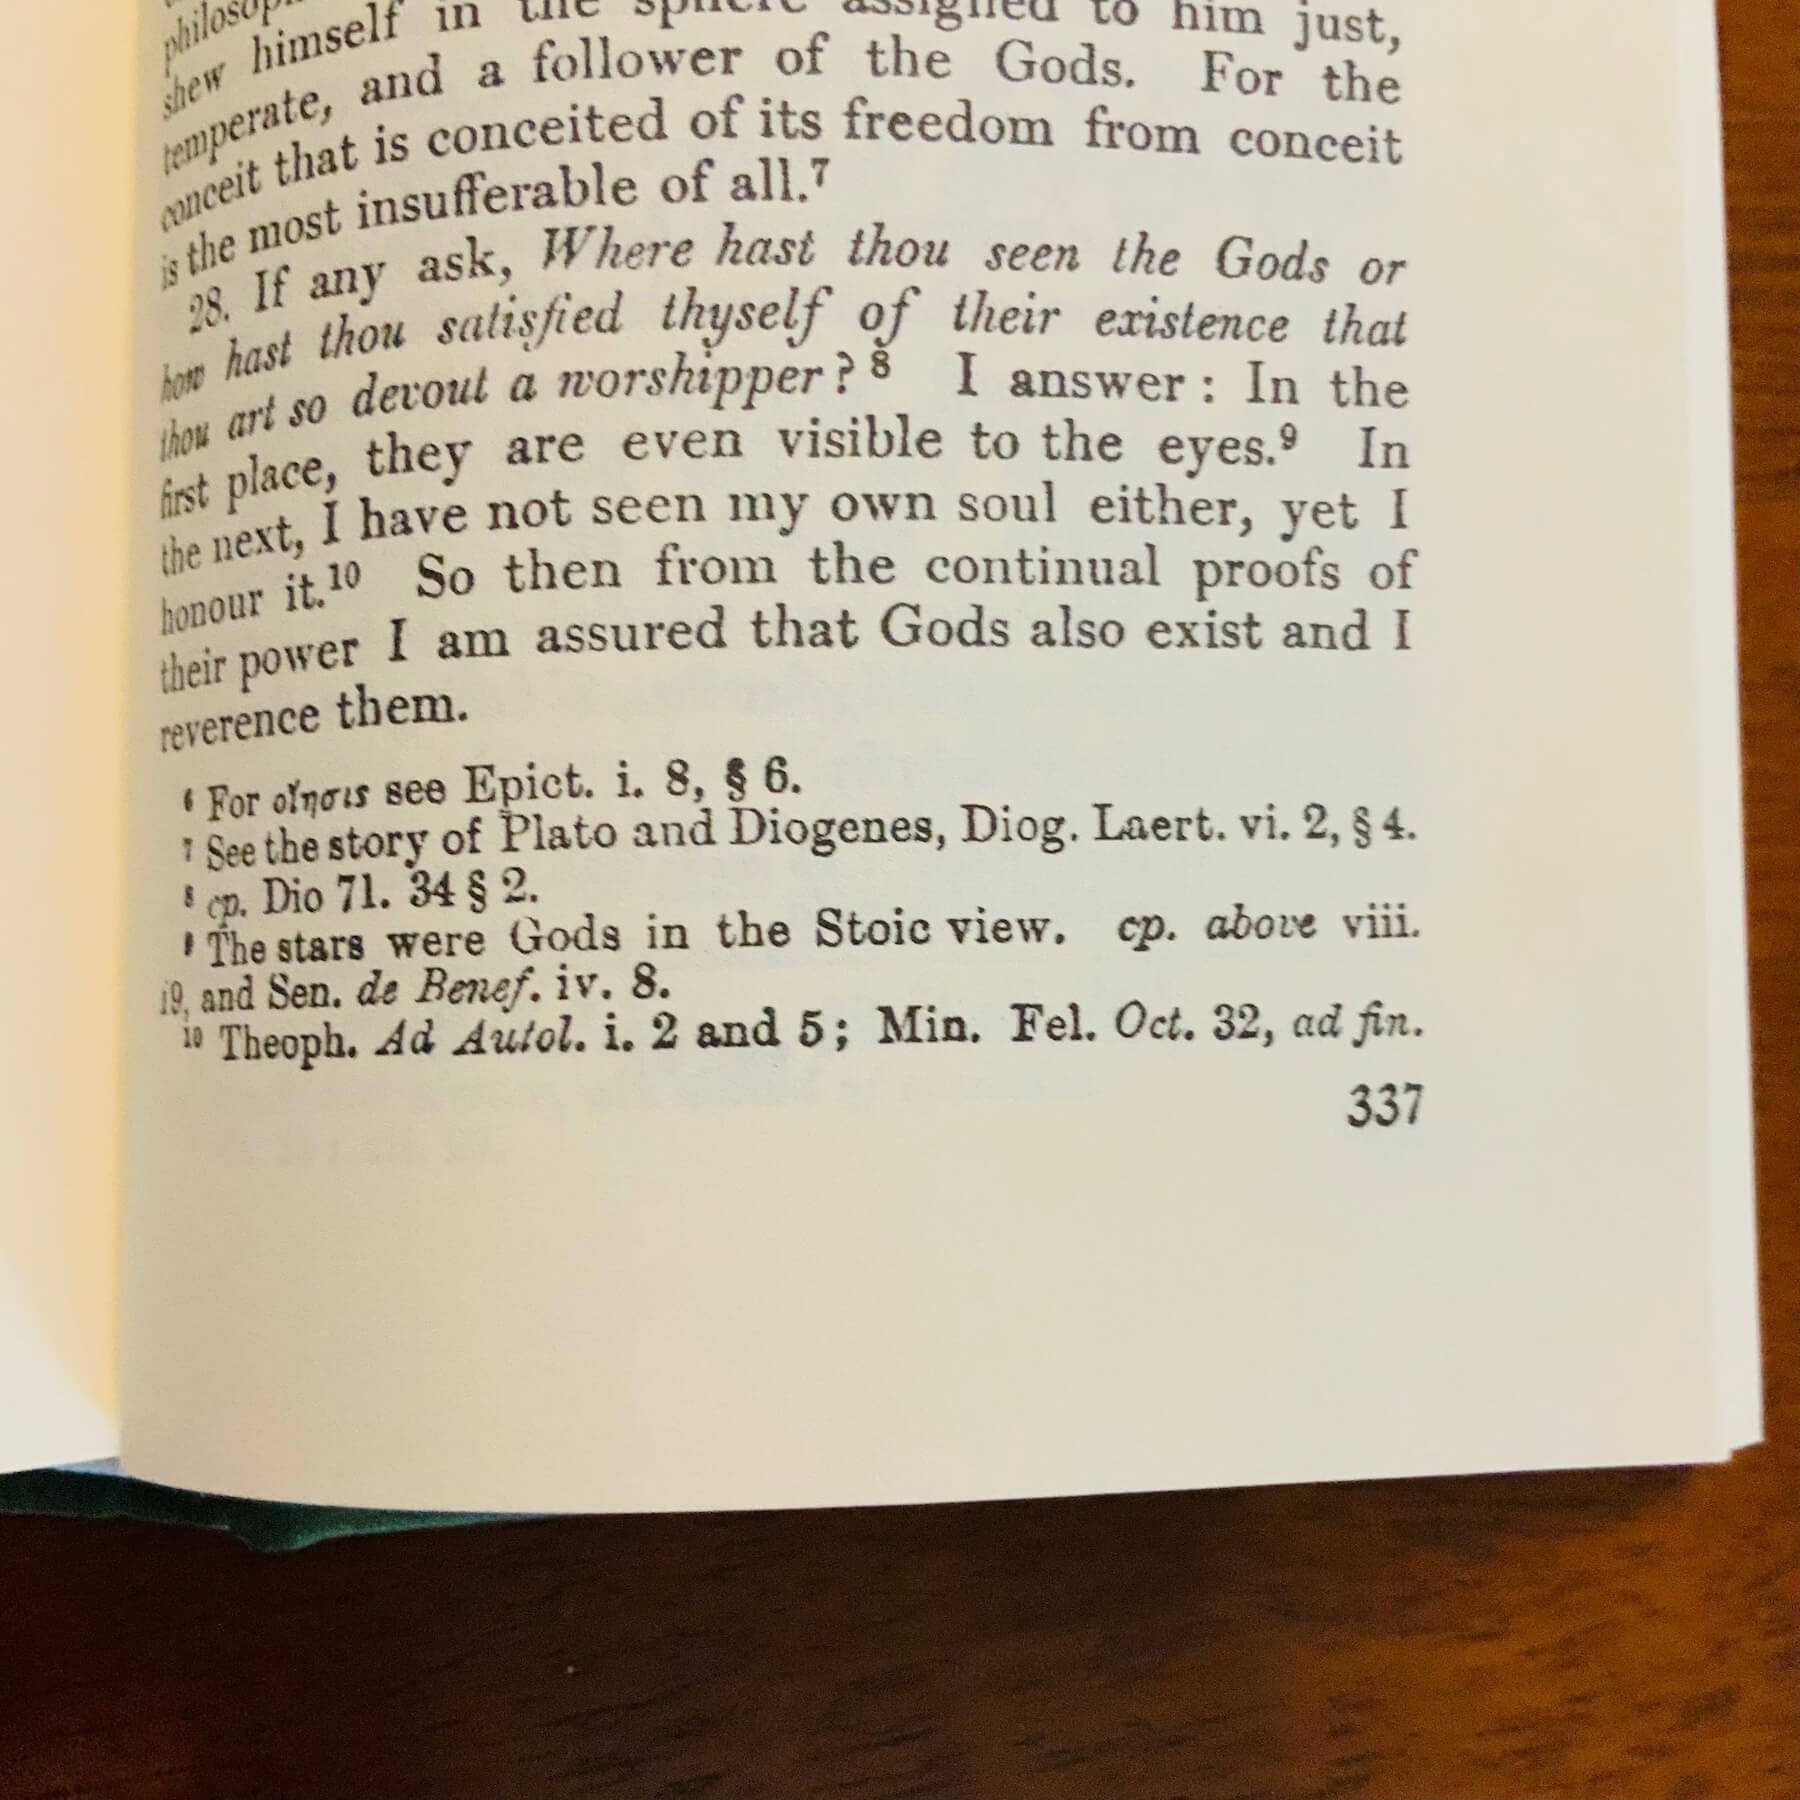 shew himself in the sphere assigned to him just,
temperate, and a follower of the Gods. For the
conceit that is conceited of its freedom from conceit
is the most insufferable of all.⁷
28. If any ask, Where hast thou seen the Gods or
how hast thou satisfied thyself of their existence that
thou art so devout a worshipper?⁸ I answer: In the
first place, they are even visible to the eyes.⁹ In
the next, I have not seen my own soul either, yet I
honour it.¹⁰ So then from the continual proofs of
their power I am assured that Gods also exist and I
reverence them.
⁶ For οἴησις see Epict. i. 8, § 6.
⁷ See the story of Plato and Diogenes, Diog. Laert. vi. 2, § 4.
⁸ cp. Dio 71. 34 § 2.
⁹ The stars were Gods in the Stoic view. cp. above viii.
19, and Sen. de Benef. iv. 8.
¹⁰ Theoph. Ad Autol. i. 2 and 5; Min. Fel. Oct. 32, ad fin.
337